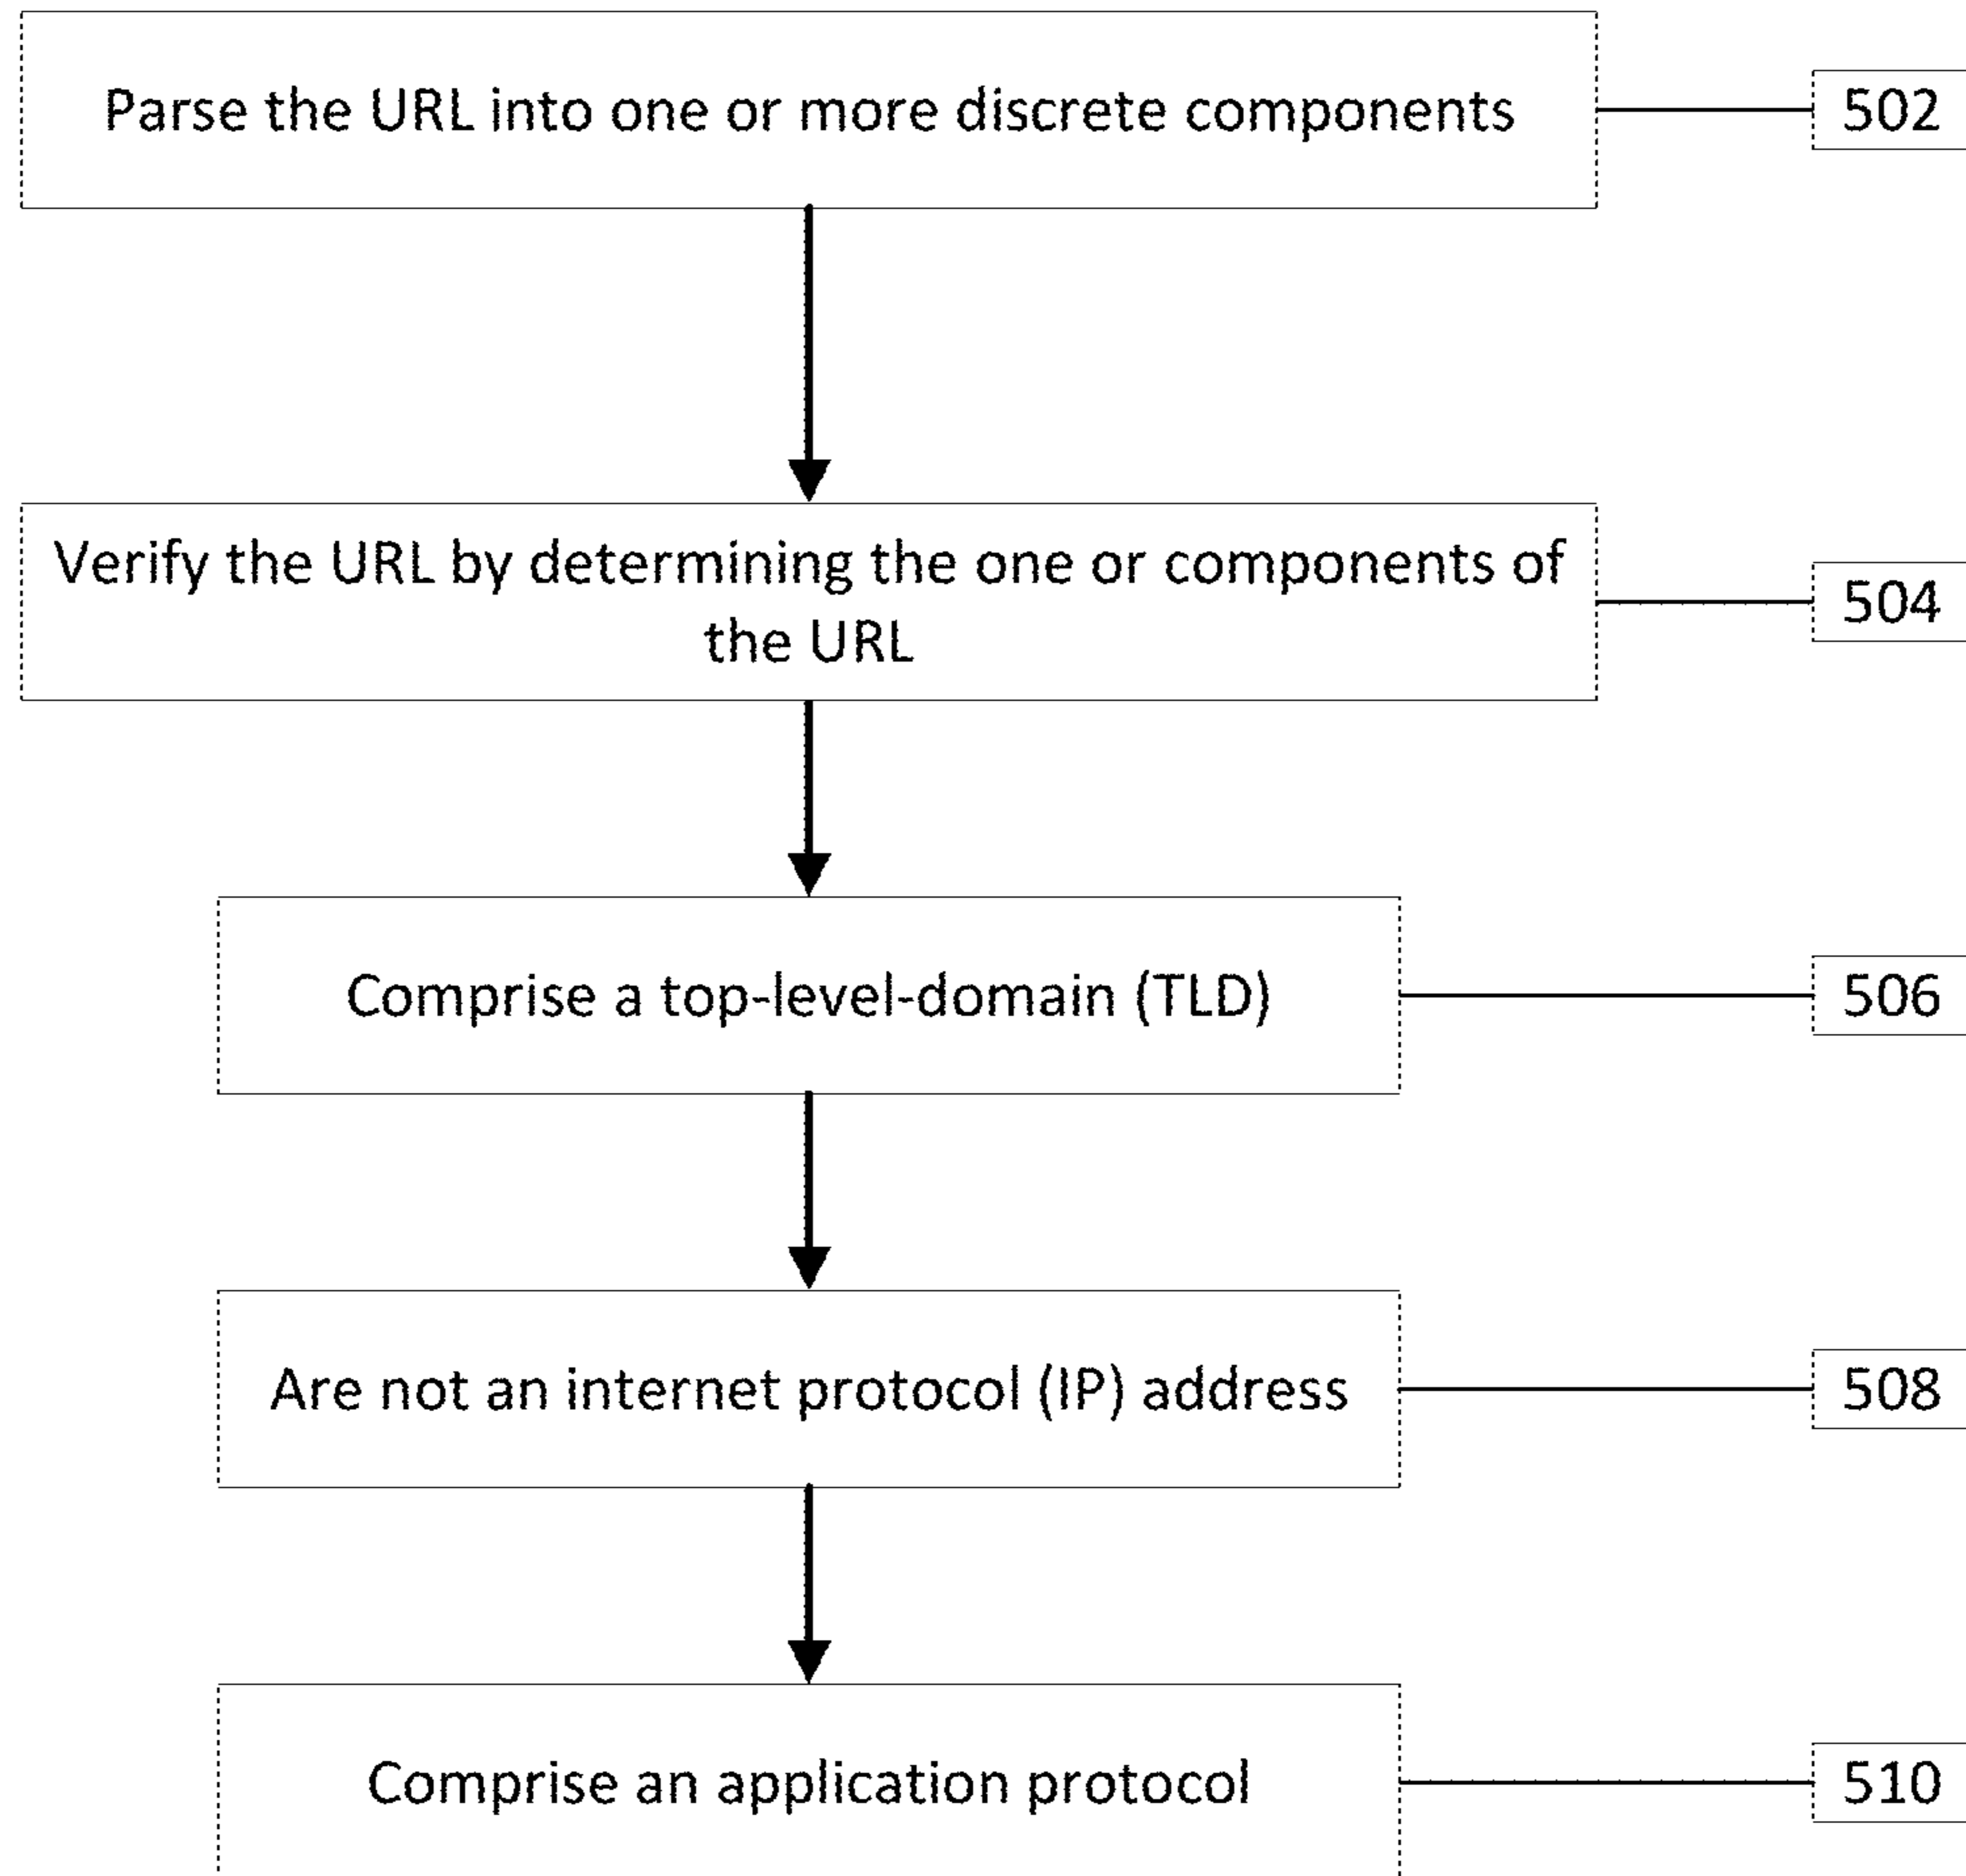 Parse the URL into one or more discrete components
502
Verify the URL by determining the one or components of
the URL
504
Comprise a top-level-domain (TLD)
506
Are not an internet protocol (IP) address
508
Comprise an application protocol
510